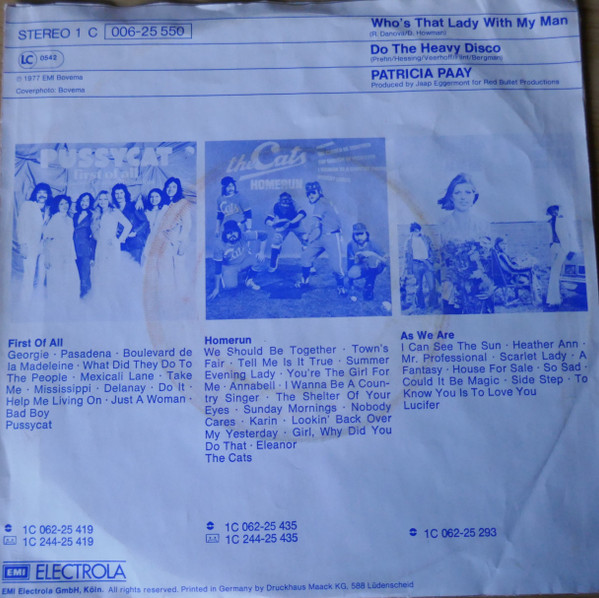 STEREO 1 C 006-25 550
LC 0542
℗ 1977 EMI Bovema
Coverphoto: Bovema
Who's That Lady With My Man
(R. Danova/B. Howman)
Do The Heavy Disco
(Prehn/Hessing/Veerhoff/Flint/Bergman)
PATRICIA PAAY
Produced by Jaap Eggermont for Red Bullet Productions
PUSSYCAT
first of all
the Cats
HOMERUN
First Of All
Georgie · Pasadena · Boulevard de
la Madeleine · What Did They Do To
The People · Mexicali Lane · Take
Me · Mississippi · Delanay · Do It ·
Help Me Living On · Just A Woman ·
Bad Boy
Pussycat
1C 062-25 419
1C 244-25 419
Homerun
We Should Be Together · Town's
Fair · Tell Me Is It True · Summer
Evening Lady · You're The Girl For
Me · Annabell · I Wanna Be A Coun-
try Singer · The Shelter Of Your
Eyes · Sunday Mornings · Nobody
Cares · Karin · Lookin' Back Over
My Yesterday · Girl, Why Did You
Do That · Eleanor
The Cats
1C 062-25 435
1C 244-25 435
As We Are
I Can See The Sun · Heather Ann ·
Mr. Professional · Scarlet Lady · A
Fantasy · House For Sale · So Sad ·
Could It Be Magic · Side Step · To
Know You Is To Love You
Lucifer
1C 062-25 293
EMI ELECTROLA
EMI Electrola GmbH, Köln. All rights reserved. Printed in Germany by Druckhaus Maack KG, 588 Lüdenscheid